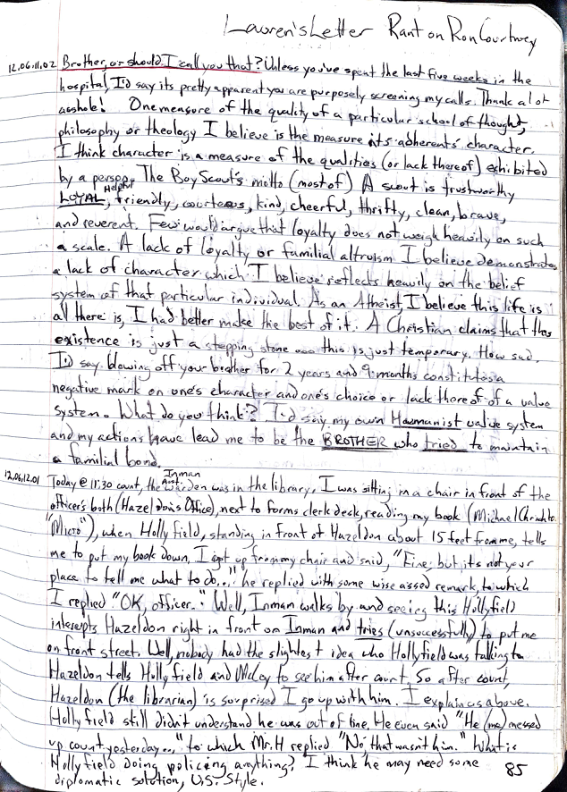 Lauren's Letter Rant on Ron Courtney
12.06.11.02 Brother, or should I call you that? Unless you've spent the last five weeks in the
hospital, I'd say its pretty apparent you are purposely screening my calls. Thank a lot
asshole! One measure of the quality of a particular school of thought,
philosophy or theology I believe is the measure its adherents' character.
I think character is a measure of the qualities (or lack thereof) exhibited
by a person. The Boy Scout's motto (most of) A scout is trustworthy
LOYAL, Helpful friendly, courteous, kind, cheerful, thrifty, clean, brave,
and reverent. Few would argue that loyalty does not weigh heavily on such
a scale. A lack of loyalty or familial altruism I believe demonstrates
a lack of character which I believe reflects heavily on the belief
system of that particular individual. As an Atheist, I believe this life is
all there is, I had better make the best of it. A Christian claims that this
existence is just a stepping stone this is just temporary. How sad.
I'd say blowing off your brother for 2 years and 9 months constitutes a
negative mark on one's character and one's choice or lack thereof of a value
system. What do you think? I'd say my own Humanist value system
and my actions have lead me to be the BROTHER who tried to maintain
a familial bond.
12.06.12.01 Today @ 11:30 count, the Inman Warden was in the library. I was sitting in a chair in front of the
officer's both (Hazeldon's Office), next to forms clerk deck, reading my book (Michael
"Micro"), when Hollyfield, standing in front of Hazeldon about 15 feet from me, tells
me to put my book down. I got up from my chair and said, "Fine; but its not your
place to tell me what to do..." he replied with some wise assed remark, to which
I replied "OK, officer." Well, Inman walks by and seeing this Hollyfield
intercepts Hazeldon right in front on Inman and tries (unsuccessfully) to put me
on front street. Well, nobody had the slightest idea who Hollyfield was talking to
Hazeldon tells Hollyfield and McCoy to see him after count. So after count,
Hazeldon (the librarian) is surprised I go up with him. I explain as above.
Hollyfield still didn't understand he was out of line. He even said "He (me) messed
up count yesterday..," to which Mr. H replied "No, that wasn't him." What is
Hollyfield doing policing anything? I think he may need some
diplomatic solution, U.S. Style.
85